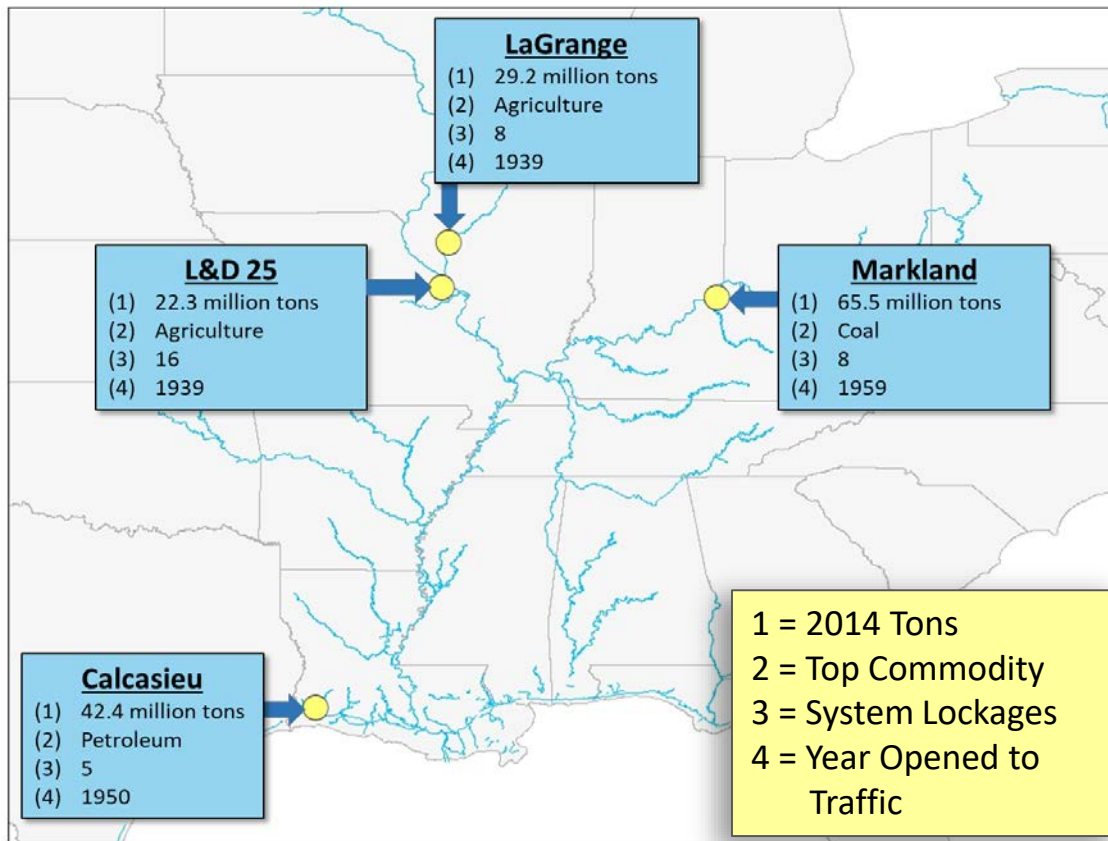 LaGrange
(1) 29.2 million tons
(2) Agriculture
(3) 8
(4) 1939
L&D 25
(1) 22.3 million tons
(2) Agriculture
(3) 16
(4) 1939
Markland
(1) 65.5 million tons
(2) Coal
(3) 8
(4) 1959
Calcasieu
(1) 42.4 million tons
(2) Petroleum
(3) 5
(4) 1950
1 = 2014 Tons
2 = Top Commodity
3 = System Lockages
4 = Year Opened to
Traffic